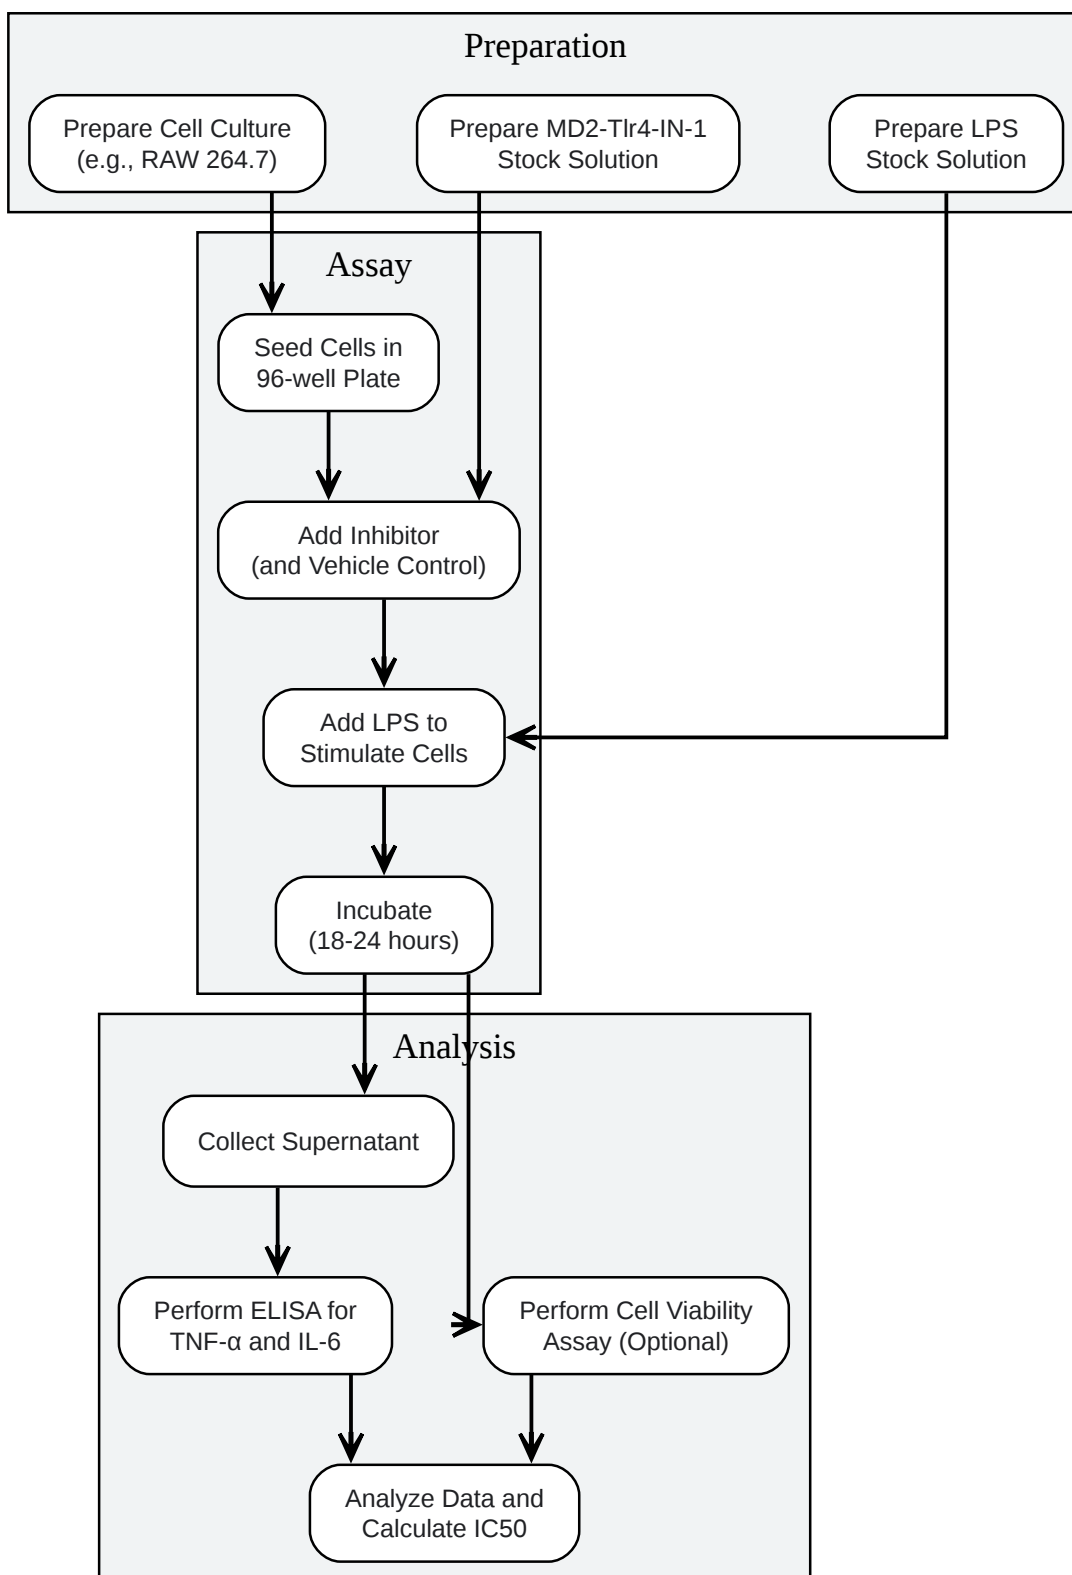 Preparation
Prepare Cell Culture
(e.g., RAW 264.7)
Prepare MD2-Tlr4-IN-1
Stock Solution
Prepare LPS
Stock Solution
Assay
Seed Cells in
96-well Plate
Add Inhibitor
(and Vehicle Control)
Add LPS to
Stimulate Cells
Incubate
(18-24 hours)
Analysis
Collect Supernatant
Perform ELISA for
TNF-α and IL-6
Perform Cell Viability
Assay (Optional)
Analyze Data and
Calculate IC50